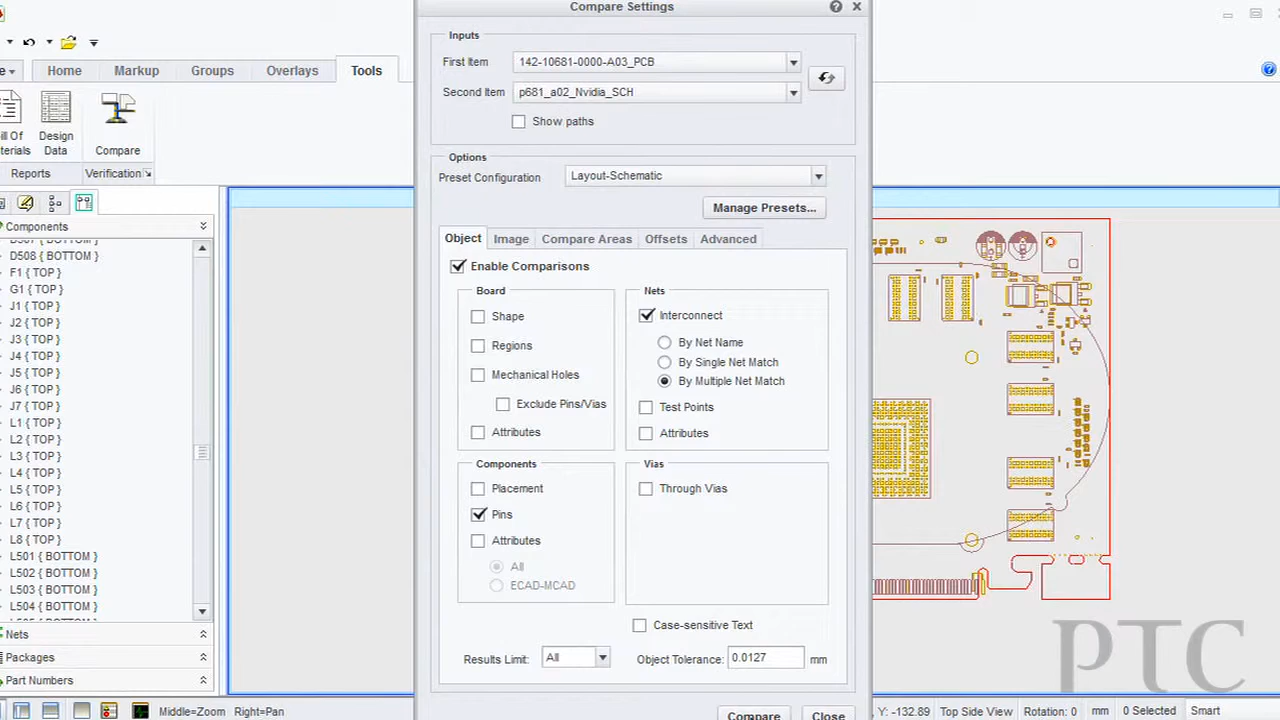 Compare Settings
Home Markup Groups Overlays Tools
Inputs
First Item 142-10681-0000-A03_PCB
Second Item p681_a02_Nvidia_SCH
Show paths
Design Data
Compare
Reports
Verification
Options
Preset Configuration Layout-Schematic
Manage Presets...
Object Image Compare Areas Offsets Advanced
Enable Comparisons
Board
Shape
Regions
Mechanical Holes
Exclude Pins/Vias
Attributes
Nets
Interconnect
By Net Name
By Single Net Match
By Multiple Net Match
Test Points
Attributes
Components
Placement
Pins
Attributes
All
ECAD-MCAD
Vias
Through Vias
Case-sensitive Text
Results Limit: All
Object Tolerance: 0.0127 mm
Compare Close
Components
D508 { BOTTOM }
F1 { TOP }
G1 { TOP }
J1 { TOP }
J2 { TOP }
J3 { TOP }
J4 { TOP }
J5 { TOP }
J6 { TOP }
J7 { TOP }
L1 { TOP }
L2 { TOP }
L3 { TOP }
L4 { TOP }
L5 { TOP }
L6 { TOP }
L7 { TOP }
L8 { TOP }
L501 { BOTTOM }
L502 { BOTTOM }
L503 { BOTTOM }
L504 { BOTTOM }
Nets
Packages
Part Numbers
PTC
Middle=Zoom Right=Pan
Y: -132.89 Top Side View Rotation: 0 mm 0 Selected Smart